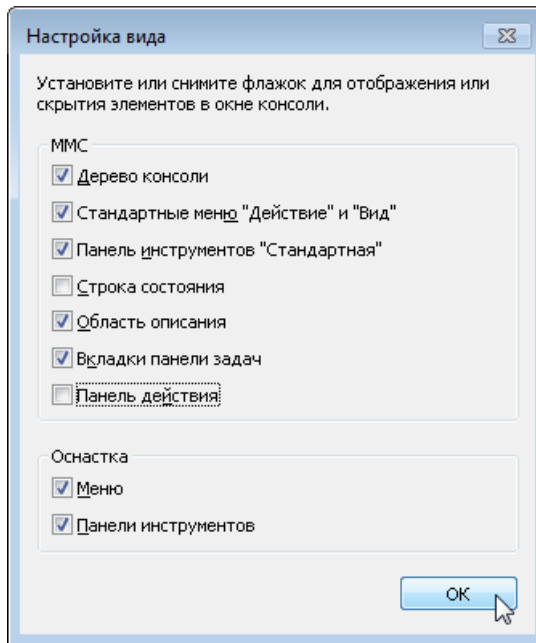 Настройка вида
Установите или снимите флажок для отображения или
скрытия элементов в окне консоли.
MMC
Дерево консоли
Стандартные меню "Действие" и "Вид"
Панель инструментов "Стандартная"
Строка состояния
Область описания
Вкладки панели задач
Панель действия
Оснастка
Меню
Панели инструментов
ОК